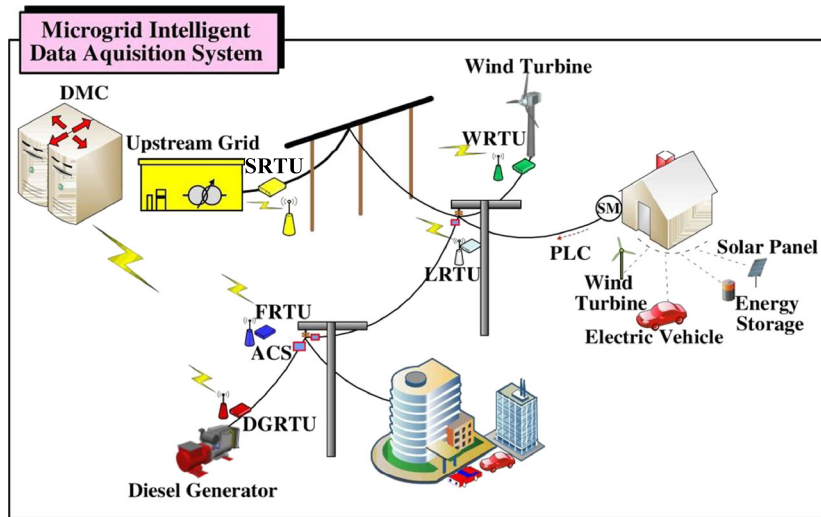 Microgrid Intelligent
Data Aquisition System
DMC
Wind Turbine
Upstream Grid
SRTU
WRTU
SM
LRTU
PLC
Solar Panel
Wind
Turbine
Energy
Storage
Electric Vehicle
FRTU
ACS
DGRTU
Diesel Generator